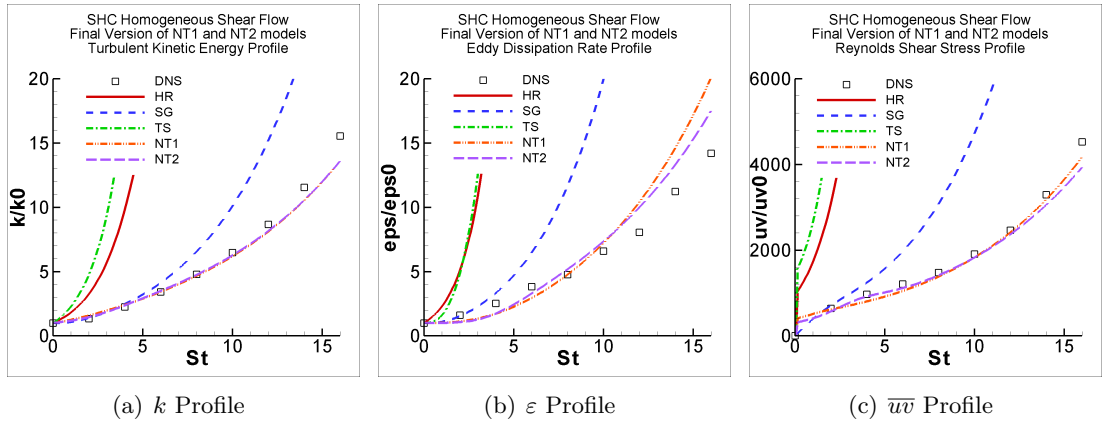 SHC Homogeneous Shear Flow
Final Version of NT1 and NT2 models
Turbulent Kinetic Energy Profile
20
15
10
5
0
k/k0
DNS
HR
SG
TS
NT1
NT2
0
5
10
15
St
(a) k Profile
SHC Homogeneous Shear Flow
Final Version of NT1 and NT2 models
Eddy Dissipation Rate Profile
20
15
10
5
0
eps/eps0
DNS
HR
SG
TS
NT1
NT2
0
5
10
15
St
(b) ε Profile
SHC Homogeneous Shear Flow
Final Version of NT1 and NT2 models
Reynolds Shear Stress Profile
6000
4000
2000
0
uv/uv0
DNS
HR
SG
TS
NT1
NT2
0
5
10
15
St
(c) u̅v̅ Profile